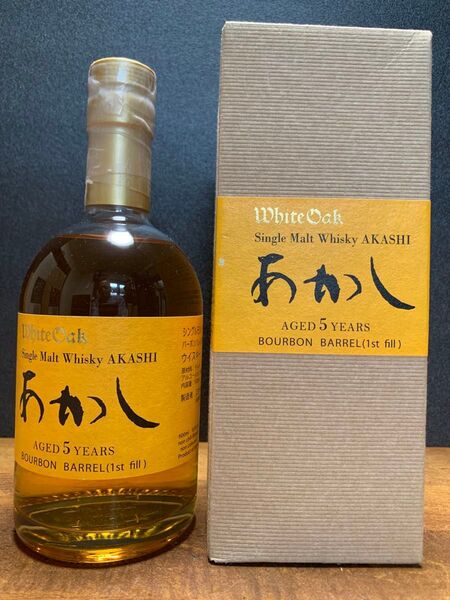 White Oak
Single Malt Whisky AKASHI
あかし
AGED 5 YEARS
BOURBON BARREL(1st fill)
White Oak
Single Malt Whisky AKASHI
あかし
AGED 5 YEARS
BOURBON BARREL(1st fill)